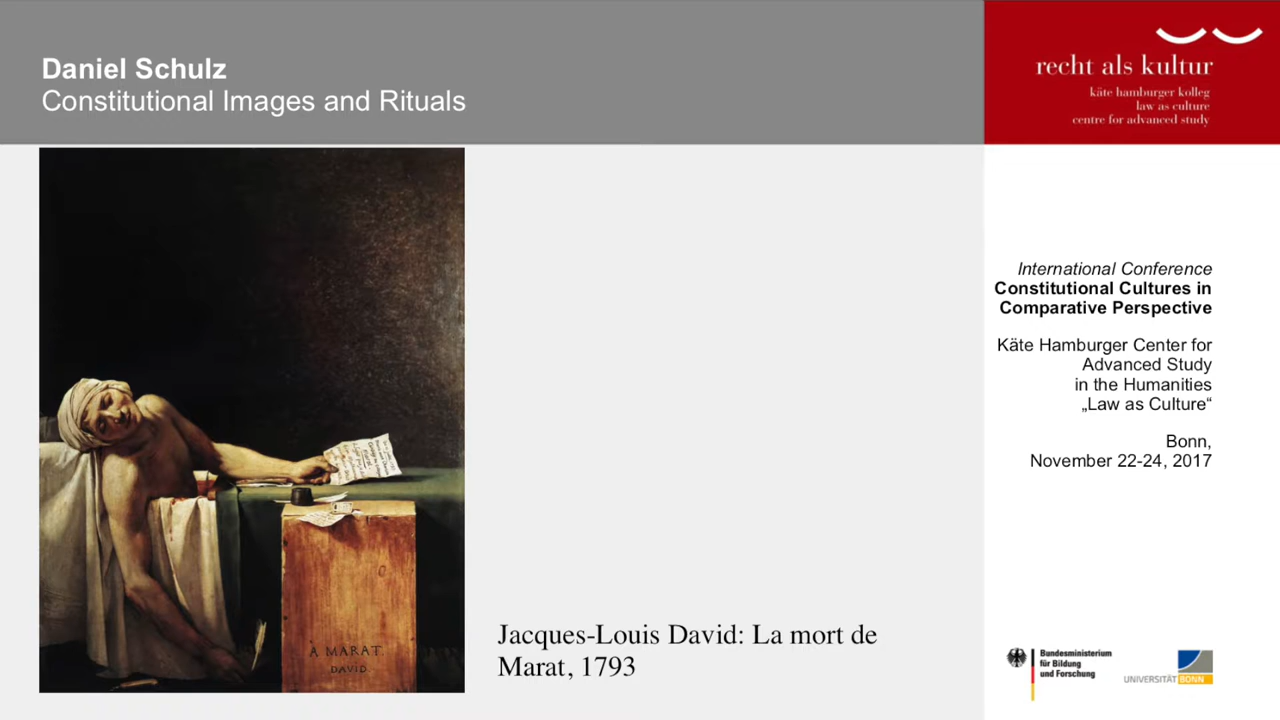 Daniel Schulz
Constitutional Images and Rituals
recht als kultur
käte hamburger kolleg
law as culture
centre for advanced study
International Conference
Constitutional Cultures in
Comparative Perspective
Käte Hamburger Center for
Advanced Study
in the Humanities
„Law as Culture“
Bonn,
November 22-24, 2017
À MARAT.
DAVID.
Jacques-Louis David: La mort de
Marat, 1793
Bundesministerium
für Bildung
und Forschung
UNIVERSITÄT BONN